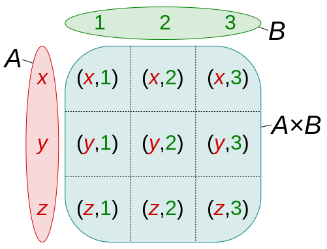 1 2 3
B
A
x (x,1) (x,2) (x,3)
y (y,1) (y,2) (y,3)
A×B
z (z,1) (z,2) (z,3)